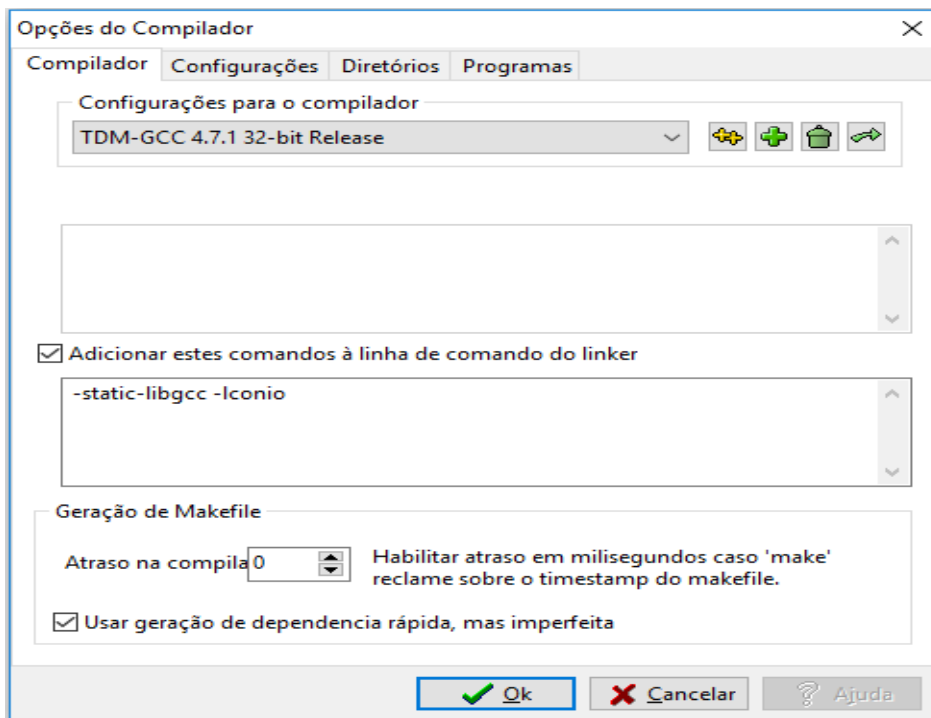 Opções do Compilador
Compilador Configurações Diretórios Programas
Configurações para o compilador
TDM-GCC 4.7.1 32-bit Release
Adicionar estes comandos à linha de comando do linker
-static-libgcc -lconio
Geração de Makefile
Atraso na compila 0
Habilitar atraso em milisegundos caso 'make'
reclame sobre o timestamp do makefile.
Usar geração de dependencia rápida, mas imperfeita
Ok Cancelar Ajuda